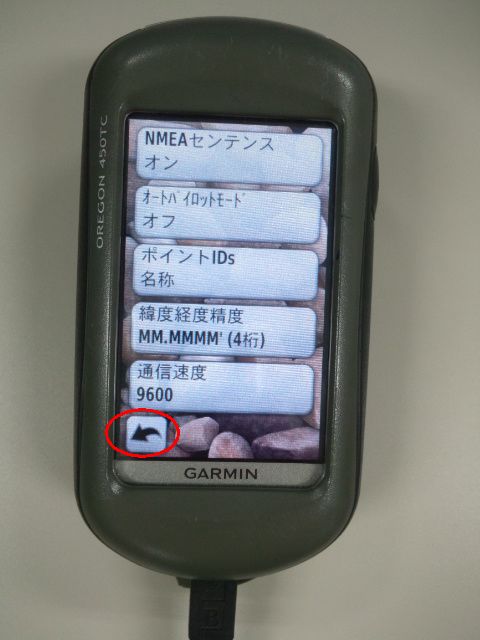 OREGON 450TC
NMEAセンテンス
オン
ｵｰﾄﾊﾟｲﾛｯﾄﾓｰﾄﾞ
オフ
ポイントIDs
名称
緯度経度精度
MM.MMMM' (4桁)
通信速度
9600
GARMIN
B